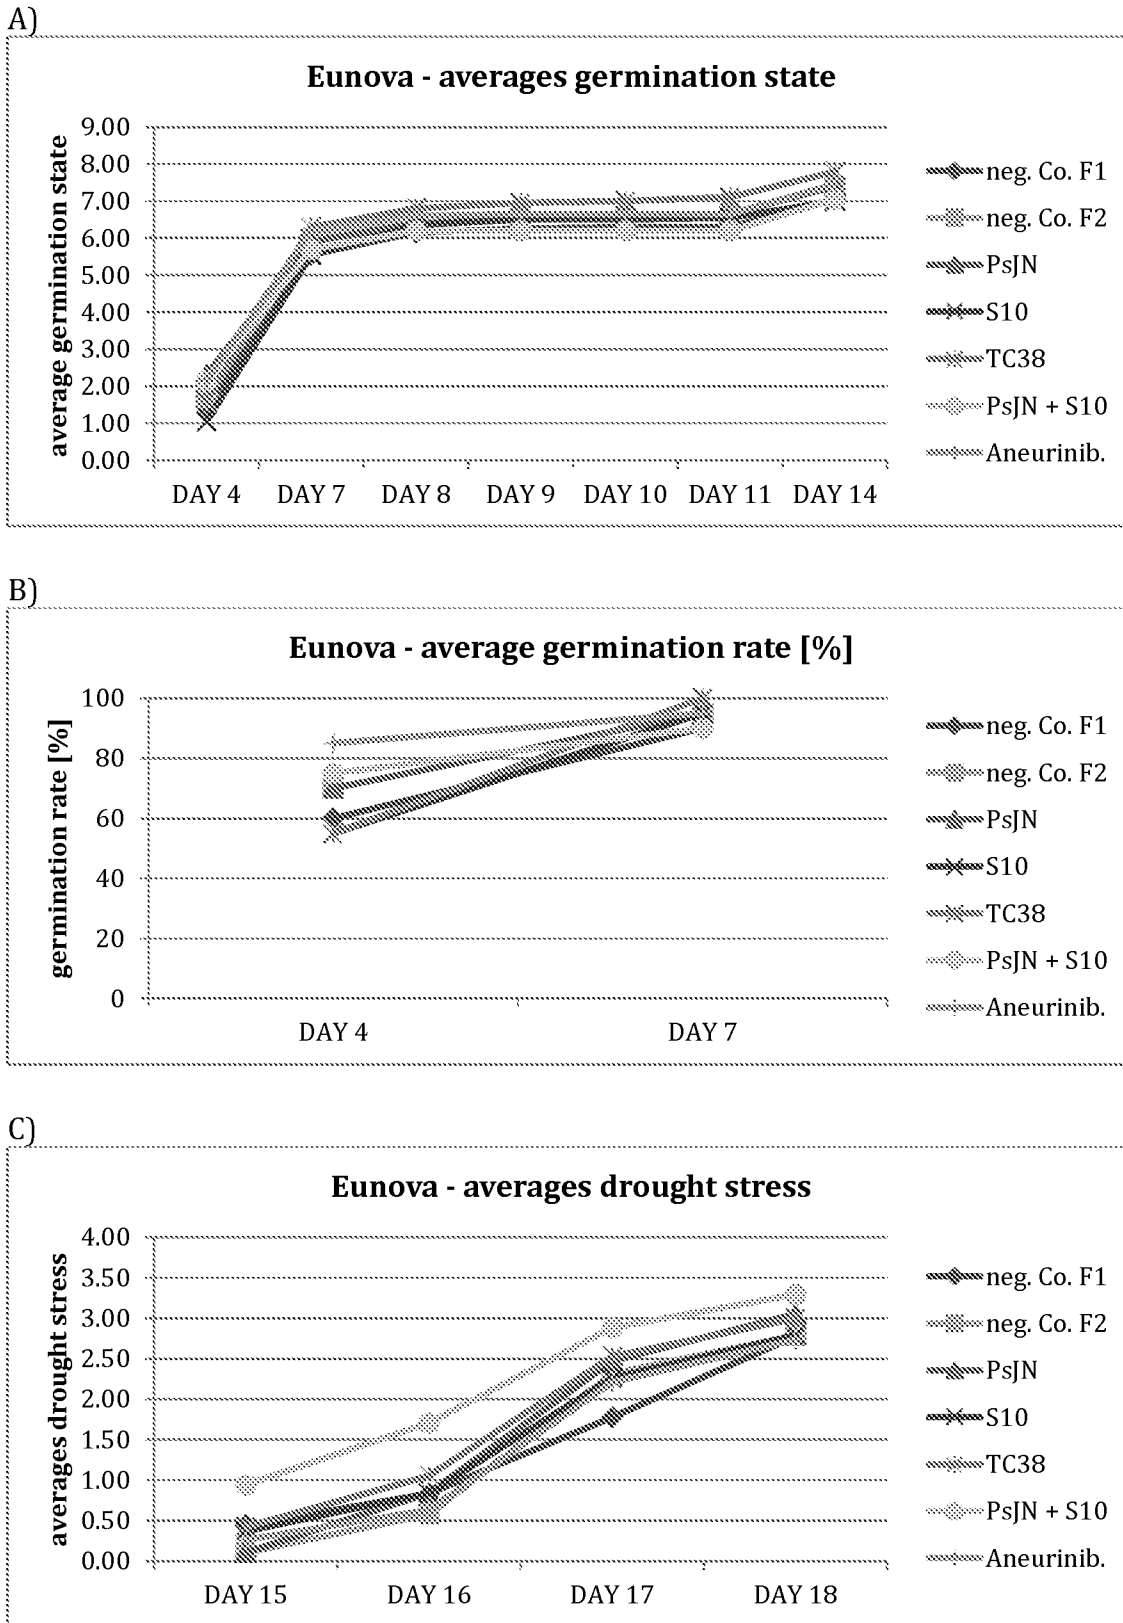 A)
Eunova - averages germination state
average germination state
9.00
8.00
7.00
6.00
5.00
4.00
3.00
2.00
1.00
0.00
DAY 4 DAY 7 DAY 8 DAY 9 DAY 10 DAY 11 DAY 14
neg. Co. F1
neg. Co. F2
PsJN
S10
TC38
PsJN + S10
Aneurinib.
B)
Eunova - average germination rate [%]
germination rate [%]
100
80
60
40
20
0
DAY 4 DAY 7
neg. Co. F1
neg. Co. F2
PsJN
S10
TC38
PsJN + S10
Aneurinib.
C)
Eunova - averages drought stress
averages drought stress
4.00
3.50
3.00
2.50
2.00
1.50
1.00
0.50
0.00
DAY 15 DAY 16 DAY 17 DAY 18
neg. Co. F1
neg. Co. F2
PsJN
S10
TC38
PsJN + S10
Aneurinib.